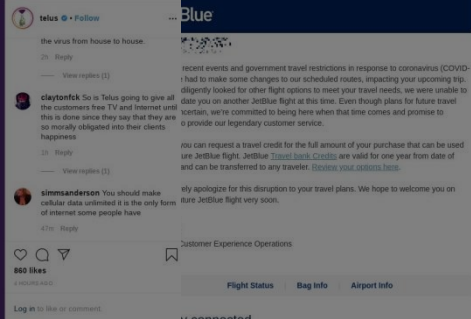 telus • Follow
the virus from house to house
2h Reply
View replies (1)
claytonfck So is Telus going to give all
the customers free TV and Internet until
this is done since they say that they are
so morally obligated into their clients
happiness
2h Reply
View replies (1)
simmsanderson You should make
cellular data unlimited it is the only form
of internet some people have
47m Reply
860 likes
HOURS AGO
Log in to like or comment.
Blue
recent events and government travel restrictions in response to coronavirus (COVID-
had to make some changes to our scheduled routes, impacting your upcoming trip.
diligently looked for other flight options to meet your travel needs, we were unable to
date you on another JetBlue flight at this time. Even though plans for future travel
certain, we're committed to being here when that time comes and promise to
o provide our legendary customer service.
you can request a travel credit for the full amount of your purchase that can be used
ure JetBlue flight. JetBlue Travel bank Credits are valid for one year from date of
and can be transferred to any traveler. Review your options here.
ely apologize for this disruption to your travel plans. We hope to welcome you on
ture JetBlue flight very soon.
Customer Experience Operations
Flight Status Bag Info Airport Info
connected